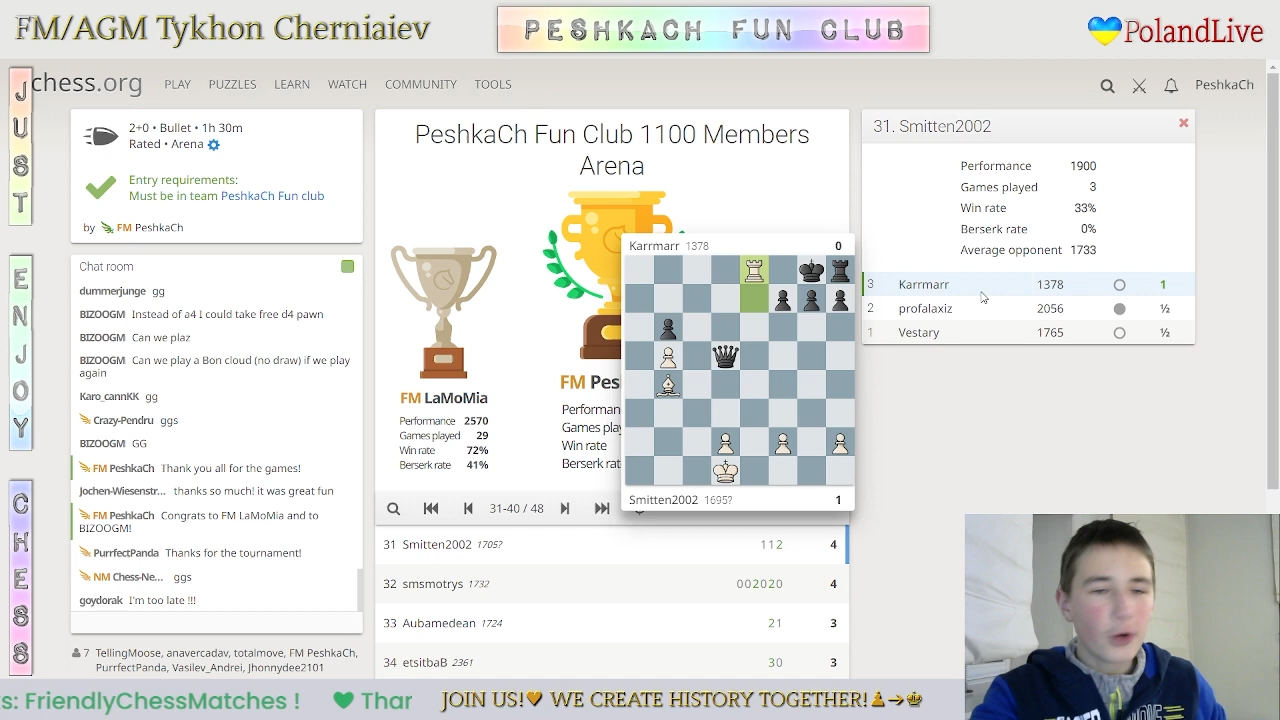 FM/AGM Tykhon Cherniaiev
PESHKACH FUN CLUB
PolandLive
JUST
ENJOY
CHESS
chess.org
PLAY PUZZLES LEARN WATCH COMMUNITY TOOLS
PeshkaCh
2+0 • Bullet • 1h 30m
Rated • Arena
Entry requirements:
Must be in team PeshkaCh Fun club
by FM PeshkaCh
Chat room
dummerjunge gg
BIZOOGM Instead of a4 I could take free d4 pawn
BIZOOGM Can we plaz
BIZOOGM Can we play a Bon cloud (no draw) if we play
again
Karo_cannKK gg
Crazy-Pendru ggs
BIZOOGM GG
FM PeshkaCh Thank you all for the games!
Jochen-Wiesenstr... thanks so much! it was great fun
FM PeshkaCh Congrats to FM LaMoMia and to
BIZOOGM!
PurrfectPanda Thanks for the tournament!
NM Chess-Ne... ggs
goydorak I'm too late !!!
7 TellingMoose, anavercadav, totalmove, FM PeshkaCh,
PurrfectPanda, Vasilev_Andrei, Jhonnydee2101
PeshkaCh Fun Club 1100 Members
Arena
FM LaMoMia
Performance 2570
Games played 29
Win rate 72%
Berserk rate 41%
FM Pes
Performan
Games play
Win rate
Berserk rat
Karrmarr 1378 0
Smitten2002 1695? 1
31-40 / 48
31 Smitten2002 1705? 112 4
32 smsmotrys 1732 002020 4
33 Aubamedean 1724 21 3
34 etsitbaB 2361 30 3
31. Smitten2002
Performance 1900
Games played 3
Win rate 33%
Berserk rate 0%
Average opponent 1733
3 Karrmarr 1378 1
2 profalaxiz 2056 ½
1 Vestary 1765 ½
s: FriendlyChessMatches !
JOIN US! WE CREATE HISTORY TOGETHER!